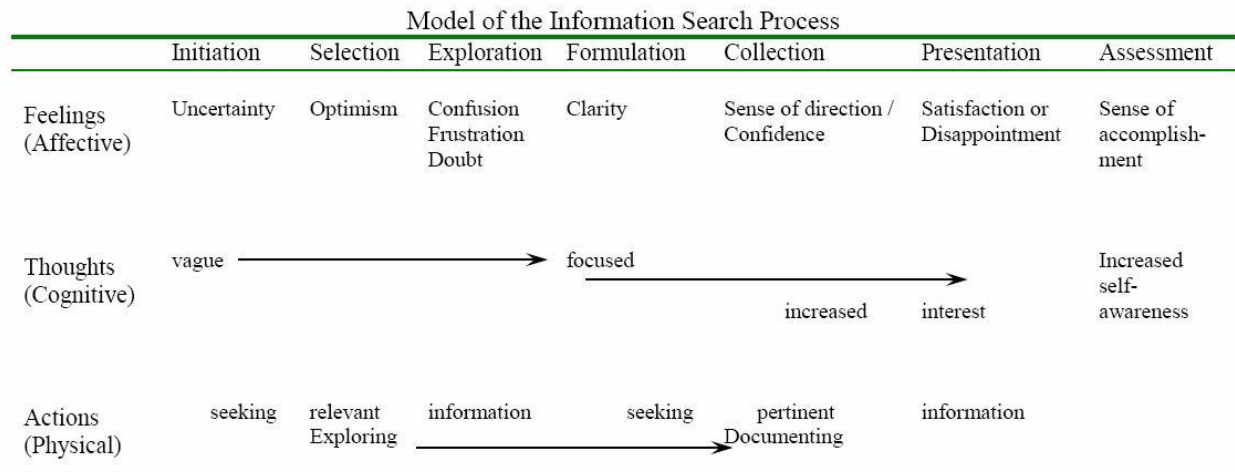 Model of the Information Search Process
Initiation Selection Exploration Formulation Collection Presentation Assessment
Feelings (Affective) Uncertainty Optimism Confusion Frustration Doubt Clarity Sense of direction / Confidence Satisfaction or Disappointment Sense of accomplish-ment
Thoughts (Cognitive) vague focused increased interest Increased self-awareness
Actions (Physical) seeking relevant information seeking pertinent information
Exploring Documenting